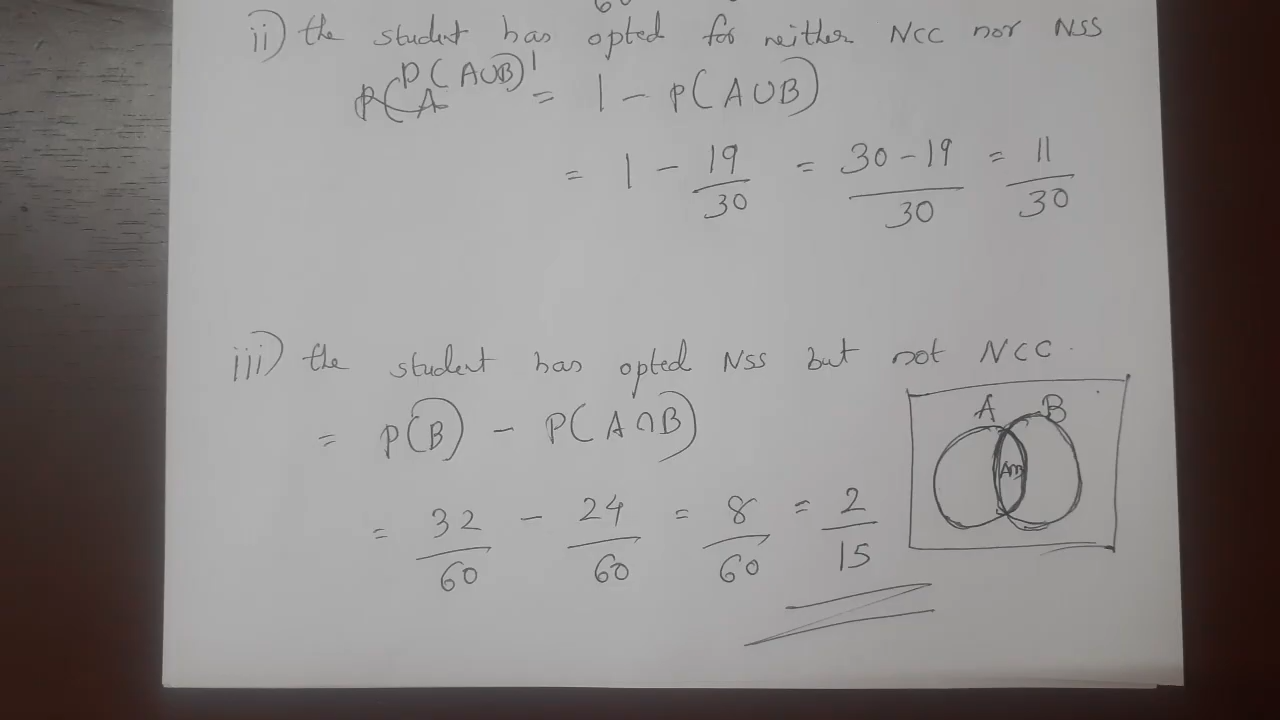 60
ii) the student has opted for neither NCC nor NSS
P(A∪B)' = 1 - P(A∪B)
P(A
= 1 - 19/30 = 30-19/30 = 11/30
iii) the student has opted NSS but not NCC.
= P(B) - P(A∩B)
A B
A∩
= 32/60 - 24/60 = 8/60 = 2/15